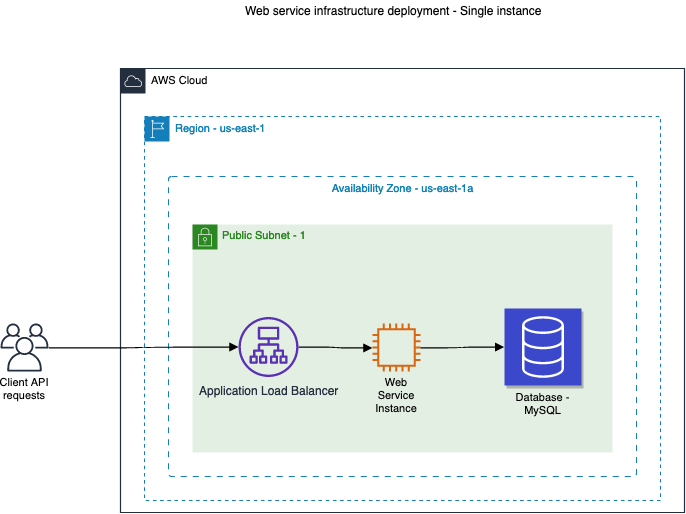 Web service infrastructure deployment - Single instance
AWS Cloud
Region - us-east-1
Availability Zone - us-east-1a
Public Subnet - 1
Client API
requests
Application Load Balancer
Web
Service
Instance
Database -
MySQL